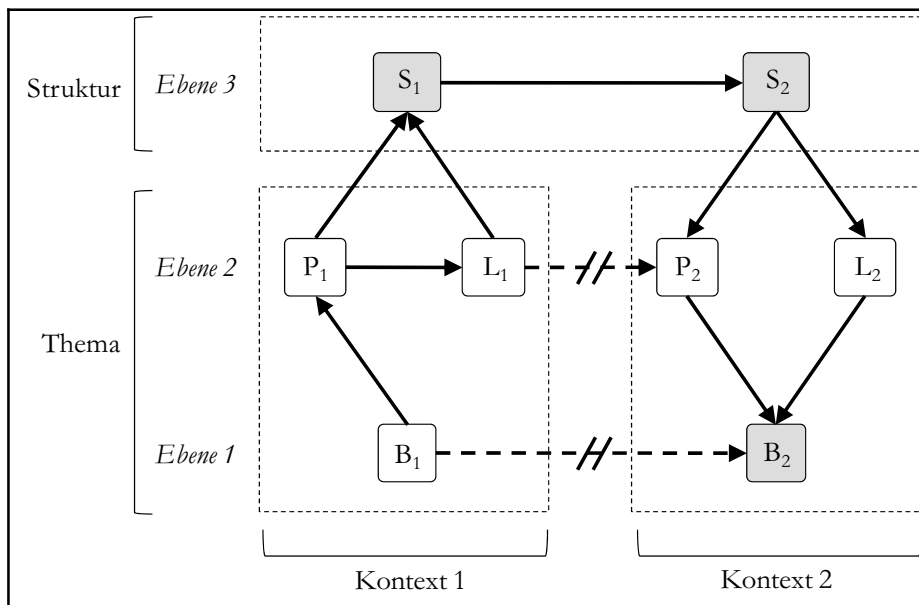 Struktur
Ebene 3
S₁
S₂
Ebene 2
P₁
L₁
P₂
L₂
Thema
Ebene 1
B₁
B₂
Kontext 1
Kontext 2